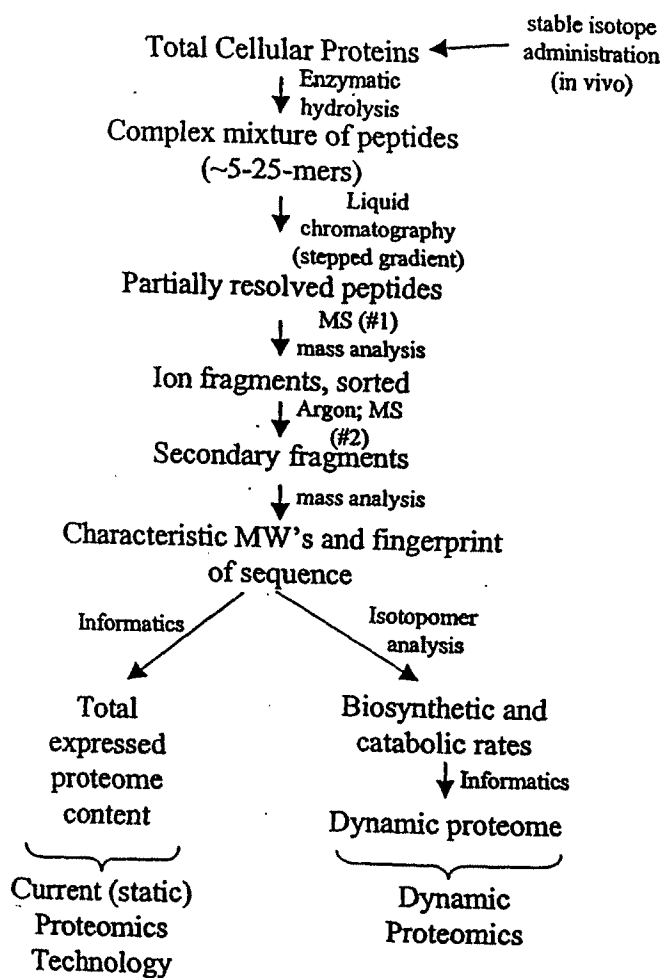 stable isotope
administration
(in vivo)
Total Cellular Proteins
Enzymatic
hydrolysis
Complex mixture of peptides
(~5-25-mers)
Liquid
chromatography
(stepped gradient)
Partially resolved peptides
MS (#1)
mass analysis
Ion fragments, sorted
Argon; MS
(#2)
Secondary fragments
mass analysis
Characteristic MW's and fingerprint
of sequence
Informatics
Isotopomer
analysis
Total
expressed
proteome
content
Current (static)
Proteomics
Technology
Biosynthetic and
catabolic rates
Informatics
Dynamic proteome
Dynamic
Proteomics